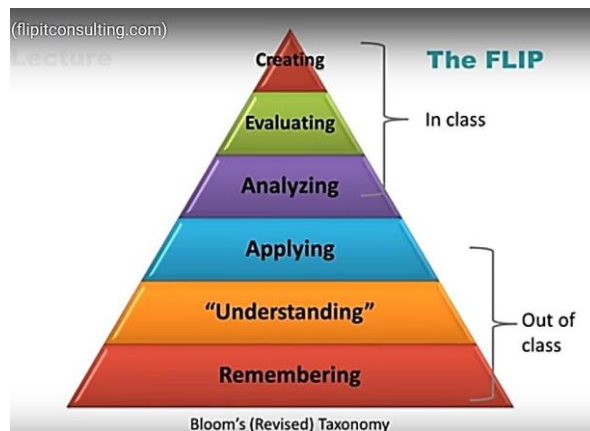 (flipitconsulting.com)
Lecture
The FLIP
Creating
Evaluating
In class
Analyzing
Applying
“Understanding”
Out of
class
Remembering
Bloom’s (Revised) Taxonomy